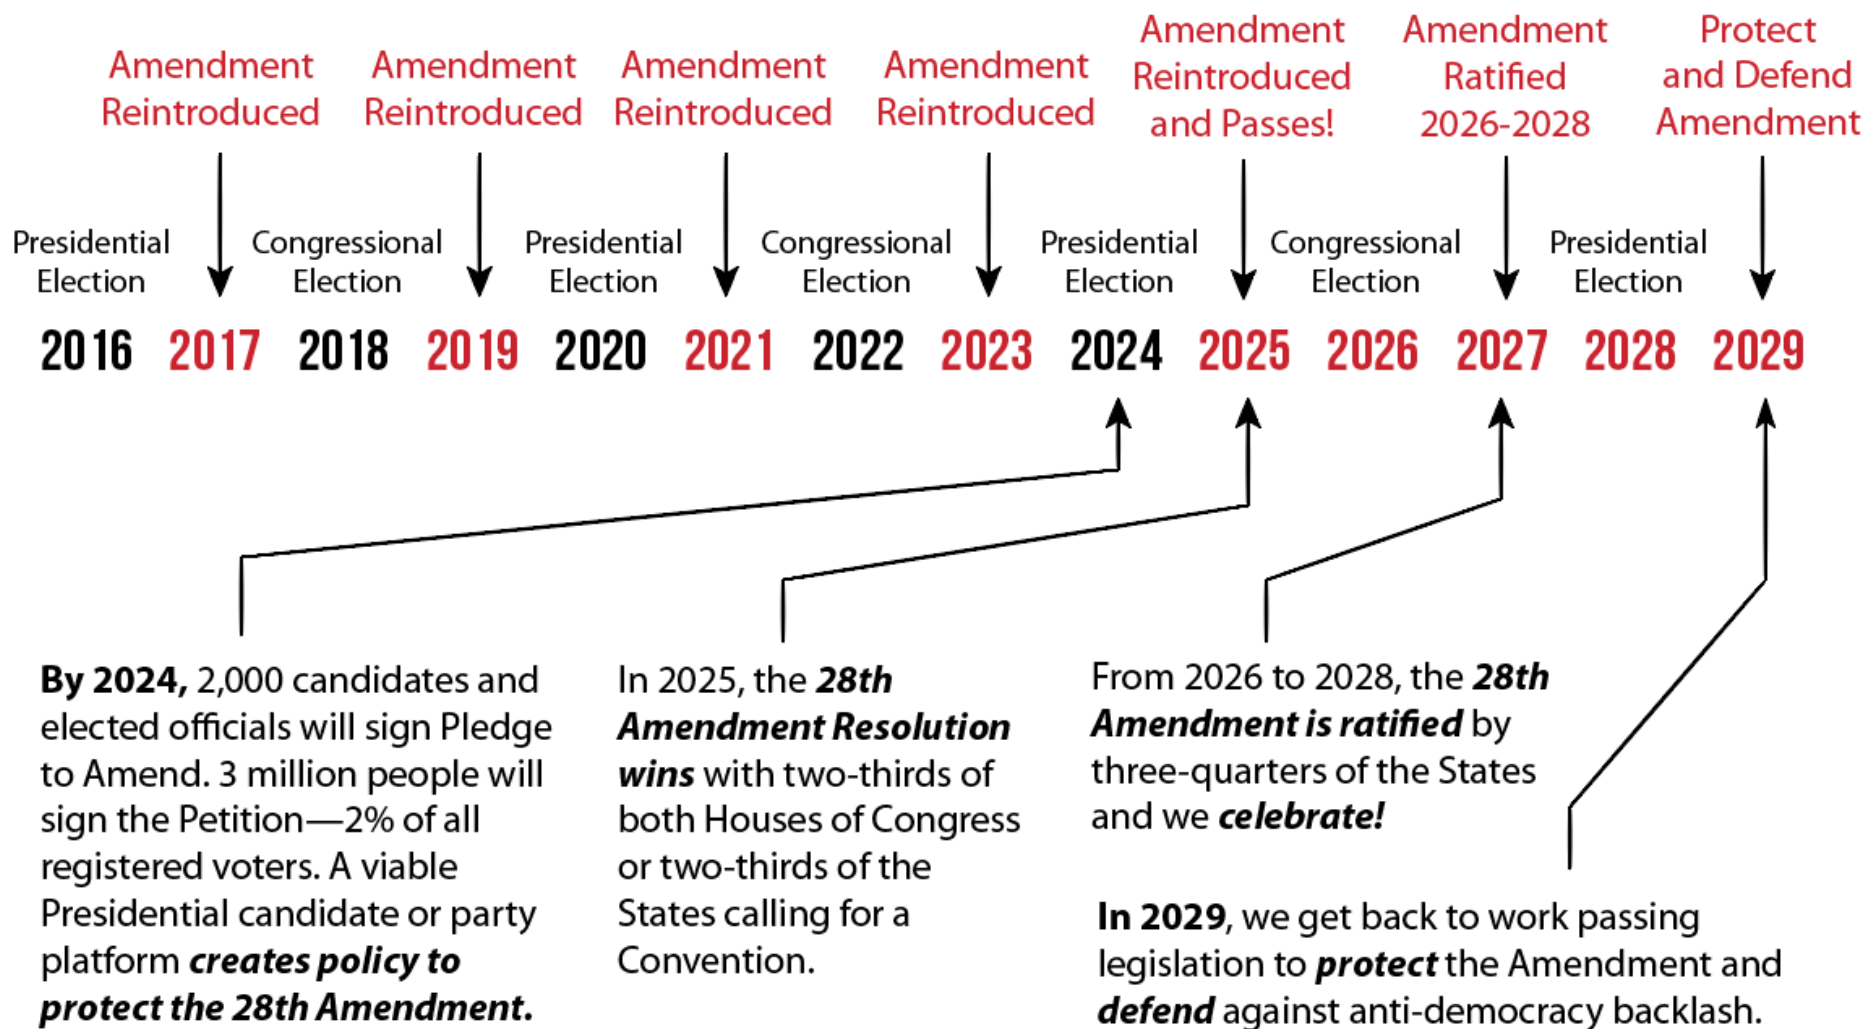 Amendment
Reintroduced
Amendment
Reintroduced
Amendment
Reintroduced
Amendment
Reintroduced
Amendment
Reintroduced
and Passes!
Amendment
Ratified
2026-2028
Protect
and Defend
Amendment
Presidential
Election
Congressional
Election
Presidential
Election
Congressional
Election
Presidential
Election
Congressional
Election
Presidential
Election
2016 2017 2018 2019 2020 2021 2022 2023 2024 2025 2026 2027 2028 2029
By 2024, 2,000 candidates and
elected officials will sign Pledge
to Amend. 3 million people will
sign the Petition—2% of all
registered voters. A viable
Presidential candidate or party
platform creates policy to
protect the 28th Amendment.
In 2025, the 28th
Amendment Resolution
wins with two-thirds of
both Houses of Congress
or two-thirds of the
States calling for a
Convention.
From 2026 to 2028, the 28th
Amendment is ratified by
three-quarters of the States
and we celebrate!
In 2029, we get back to work passing
legislation to protect the Amendment and
defend against anti-democracy backlash.